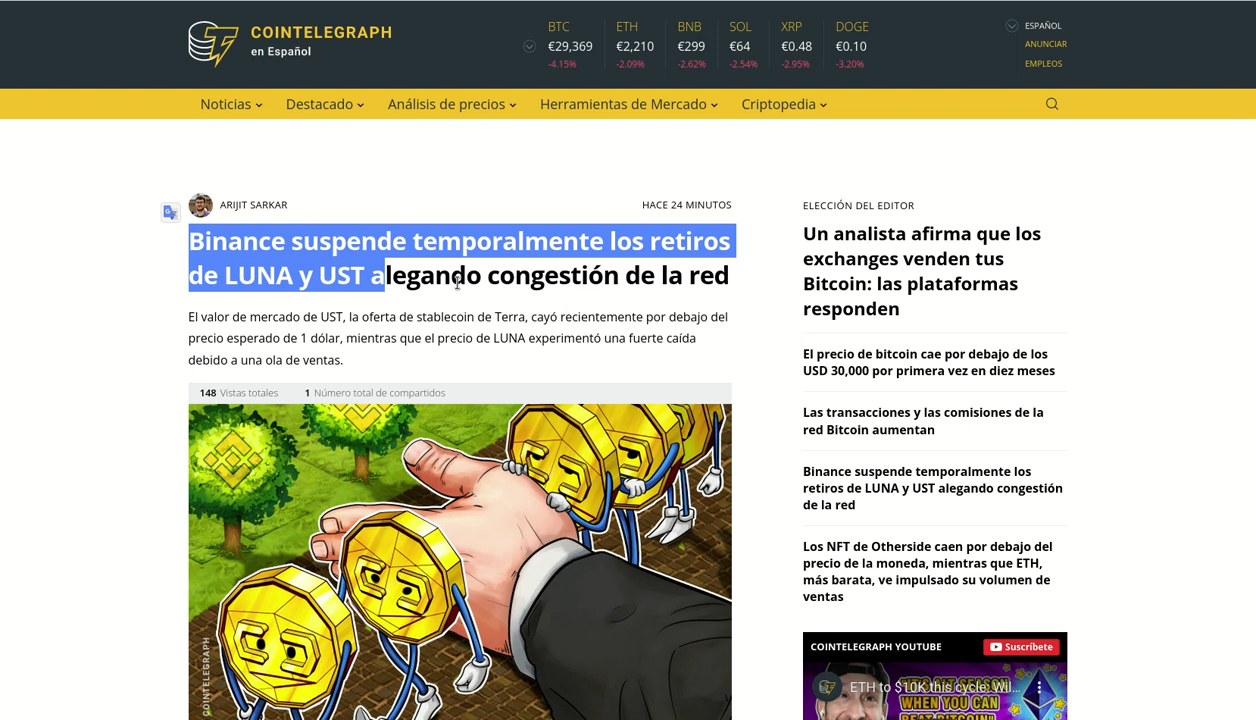 COINTELEGRAPH
en Español
BTC ETH BNB SOL XRP DOGE
€29,369 €2,210 €299 €64 €0.48 €0.10
-4.15% -2.09% -2.62% -2.54% -2.95% -3.20%
ESPAÑOL
ANUNCIAR
EMPLEOS
Noticias Destacado Análisis de precios Herramientas de Mercado Criptopedia
ARIJIT SARKAR
HACE 24 MINUTOS
Binance suspende temporalmente los retiros
de LUNA y UST alegando congestión de la red
El valor de mercado de UST, la oferta de stablecoin de Terra, cayó recientemente por debajo del
precio esperado de 1 dólar, mientras que el precio de LUNA experimentó una fuerte caída
debido a una ola de ventas.
148 Vistas totales 1 Número total de compartidos
COINTELEGRAPH
ELECCIÓN DEL EDITOR
Un analista afirma que los
exchanges venden tus
Bitcoin: las plataformas
responden
El precio de bitcoin cae por debajo de los
USD 30,000 por primera vez en diez meses
Las transacciones y las comisiones de la
red Bitcoin aumentan
Binance suspende temporalmente los
retiros de LUNA y UST alegando congestión
de la red
Los NFT de Otherside caen por debajo del
precio de la moneda, mientras que ETH,
más barata, ve impulsado su volumen de
ventas
COINTELEGRAPH YOUTUBE
Suscríbete
ETH to $10K this cycle: Wil...
WHEN YOU CAN